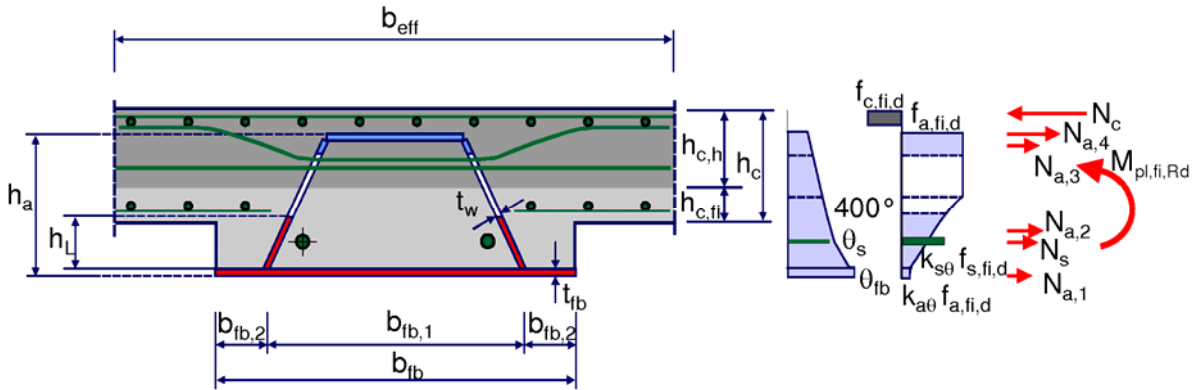 b_eff
h_a
h_L
t_w
t_fb
h_c,h
h_c
h_c,fi
b_fb,2
b_fb,1
b_fb,2
b_fb
f_c,fi,d
f_a,fi,d
400°
θ_s
θ_fb
k_sθ f_s,fi,d
k_aθ f_a,fi,d
N_c
N_a,4
N_a,3
M_pl,fi,Rd
N_a,2
N_s
N_a,1